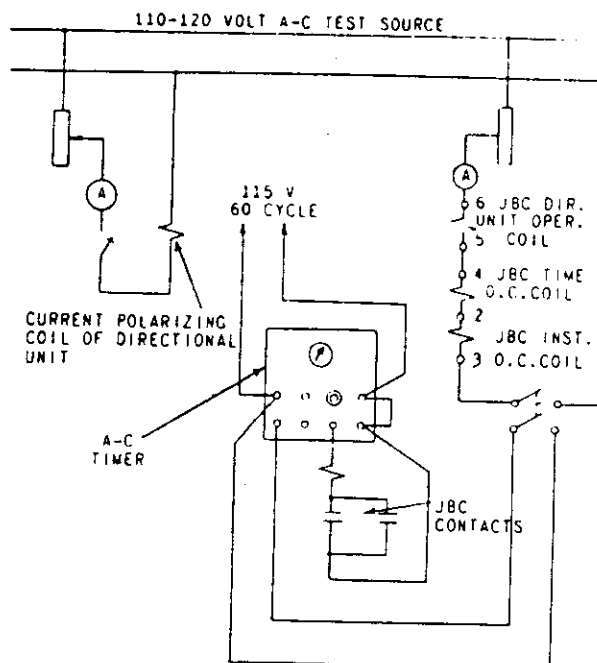 110-120 VOLT A-C TEST SOURCE
A
115 V
60 CYCLE
A
6 JBC DIR.
UNIT OPER.
5 COIL
4 JBC TIME
O.C.COIL
2
JBC INST.
3 O.C.COIL
CURRENT POLARIZING
COIL OF DIRECTIONAL
UNIT
A-C
TIMER
JBC
CONTACTS